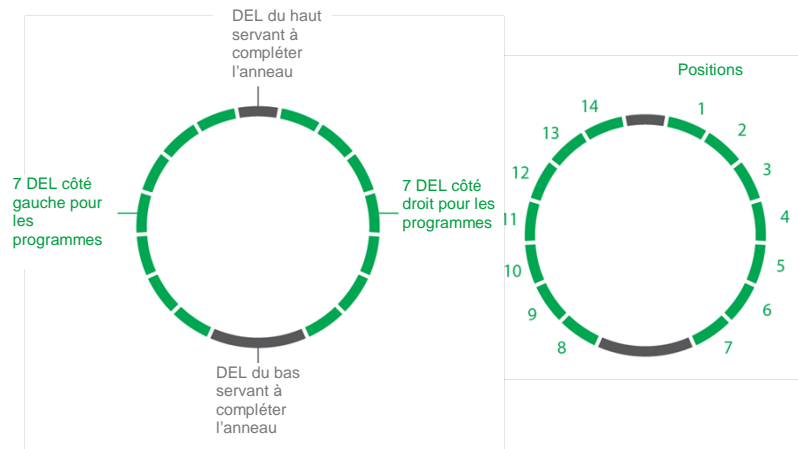 DEL du haut
servant à
compléter
l’anneau
7 DEL côté
gauche pour
les
programmes
7 DEL côté
droit pour les
programmes
DEL du bas
servant à
compléter
l’anneau
Positions
14
1
13
2
12
3
11
4
10
5
9
6
8
7